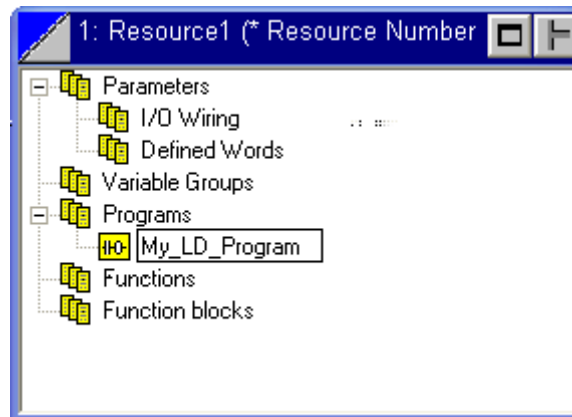 1: Resource1 (* Resource Number
Parameters
I/O Wiring
Defined Words
Variable Groups
Programs
My_LD_Program
Functions
Function blocks